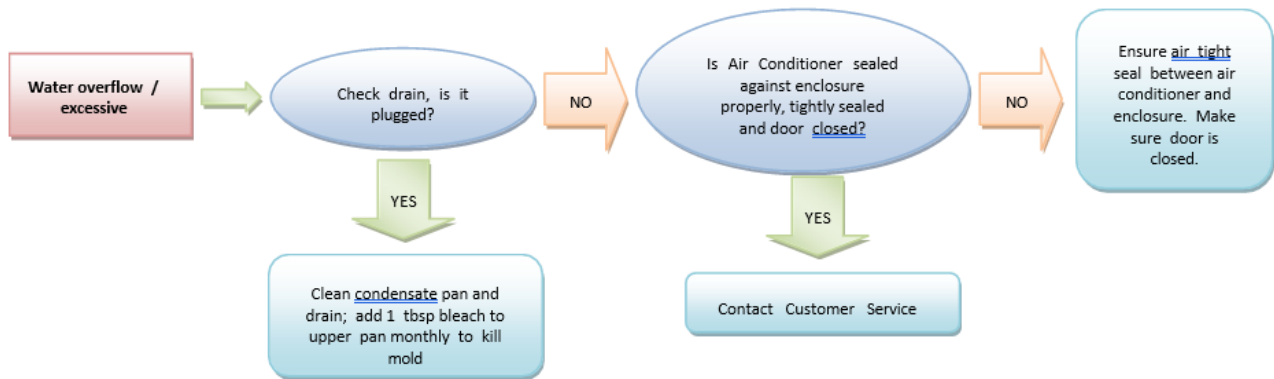 Water overflow /
excessive
Check drain, is it
plugged?
NO
Is Air Conditioner sealed
against enclosure
properly, tightly sealed
and door closed?
NO
Ensure air tight
seal between air
conditioner and
enclosure. Make
sure door is
closed.
YES
YES
Clean condensate pan and
drain; add 1 tbsp bleach to
upper pan monthly to kill
mold
Contact Customer Service